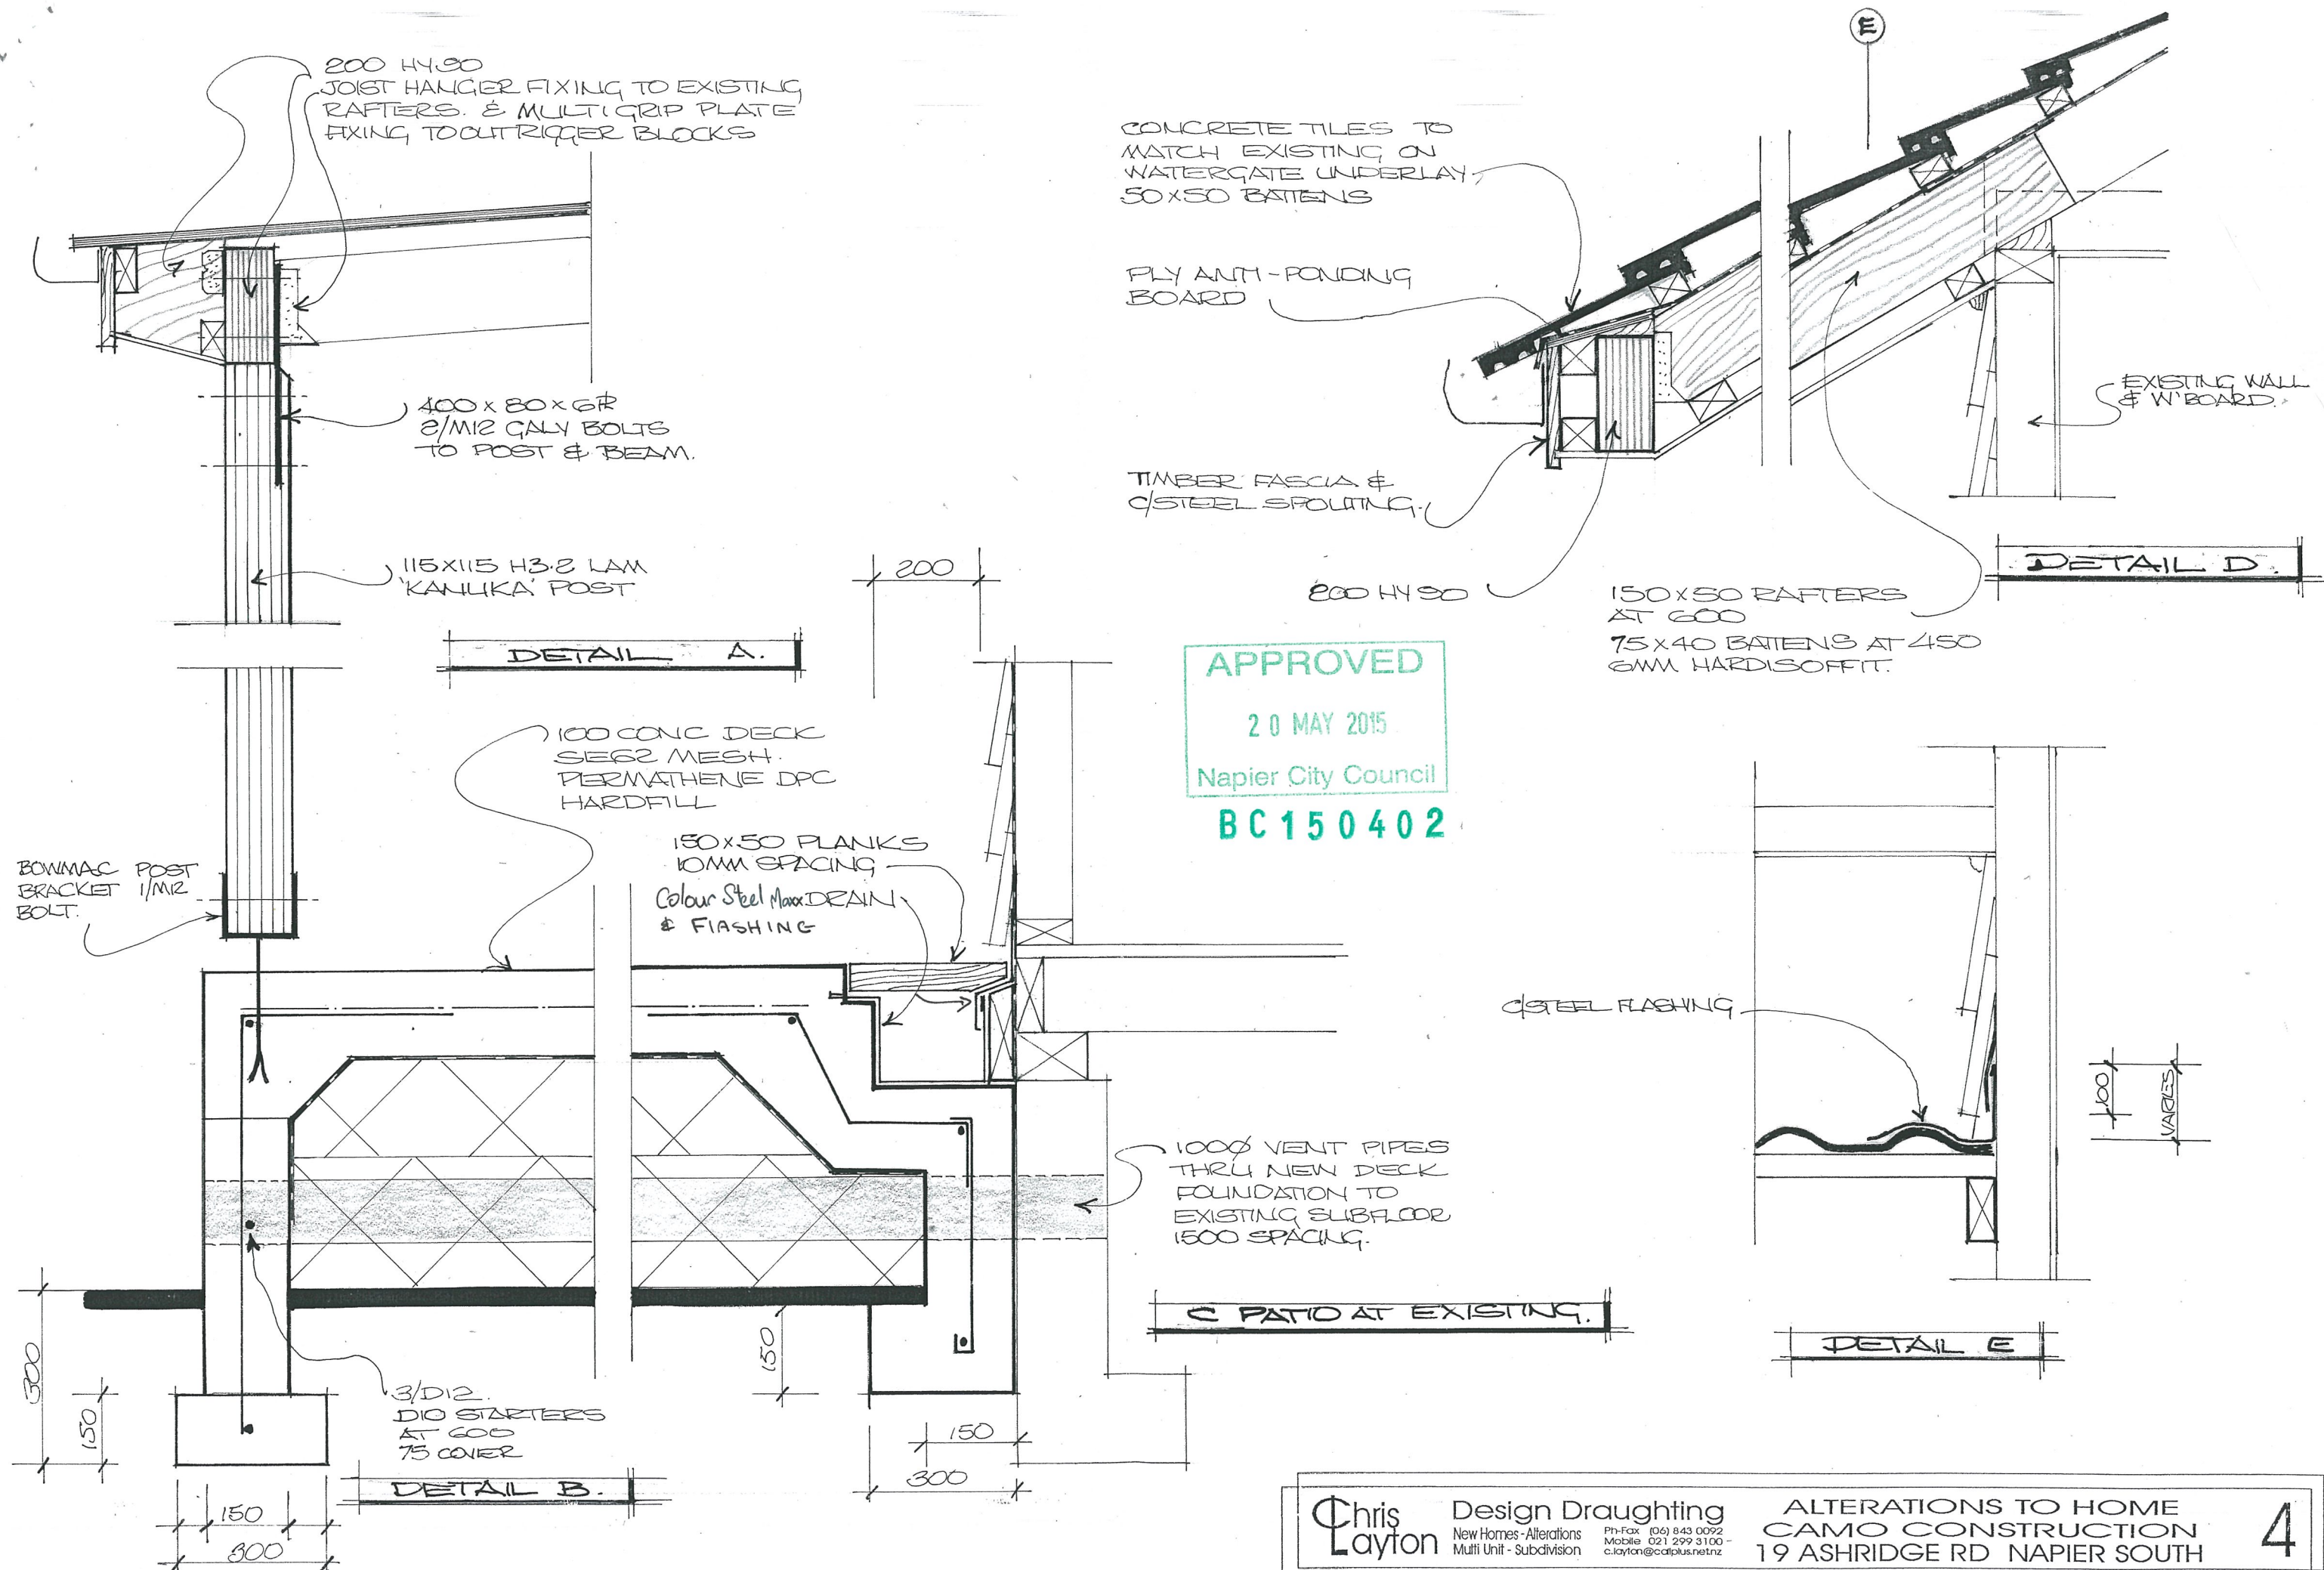 200 HY90
JOIST HANGER FIXING TO EXISTING
RAFTERS. & MULTIGRIP PLATE
FIXING TO OUTRIGGER BLOCKS
400 x 80 x 6 PL
2/M12 GALV BOLTS
TO POST & BEAM.
115X115 H3.2 LAM
'KANUKA' POST
DETAIL A.
E
CONCRETE TILES TO
MATCH EXISTING ON
WATERGATE UNDERLAY
50x50 BATTENS
PLY ANTI-PONDING
BOARD
TIMBER FASCIA &
C/STEEL SPOUTING.
200 HY90
EXISTING WALL
& W'BOARD.
DETAIL D.
150x50 RAFTERS
AT 600
75x40 BATTENS AT 450
6MM HARDISOFFIT.
APPROVED
20 MAY 2015
Napier City Council
BC150402
200
100 CONC DECK
SE62 MESH.
PERMATHENE DPC
HARDFILL
150x50 PLANKS
10MM SPACING
Colour Steel Maxx DRAIN
& FLASHING
BOWMAC POST
BRACKET 1/M12
BOLT.
1000 VENT PIPES
THRU NEW DECK
FOUNDATION TO
EXISTING SUBFLOOR
1500 SPACING.
C PATIO AT EXISTING.
C/STEEL FLASHING
100
VARIES
DETAIL E
300
150
3/D12.
D10 STARTERS
AT 600
75 COVER
DETAIL B.
150
300
150
150
300
Chris Layton
Design Draughting
New Homes - Alterations
Multi Unit - Subdivision
Ph-Fax (06) 843 0092
Mobile 021 299 3100
c.layton@callplus.net.nz
ALTERATIONS TO HOME
CAMO CONSTRUCTION
19 ASHRIDGE RD NAPIER SOUTH
4